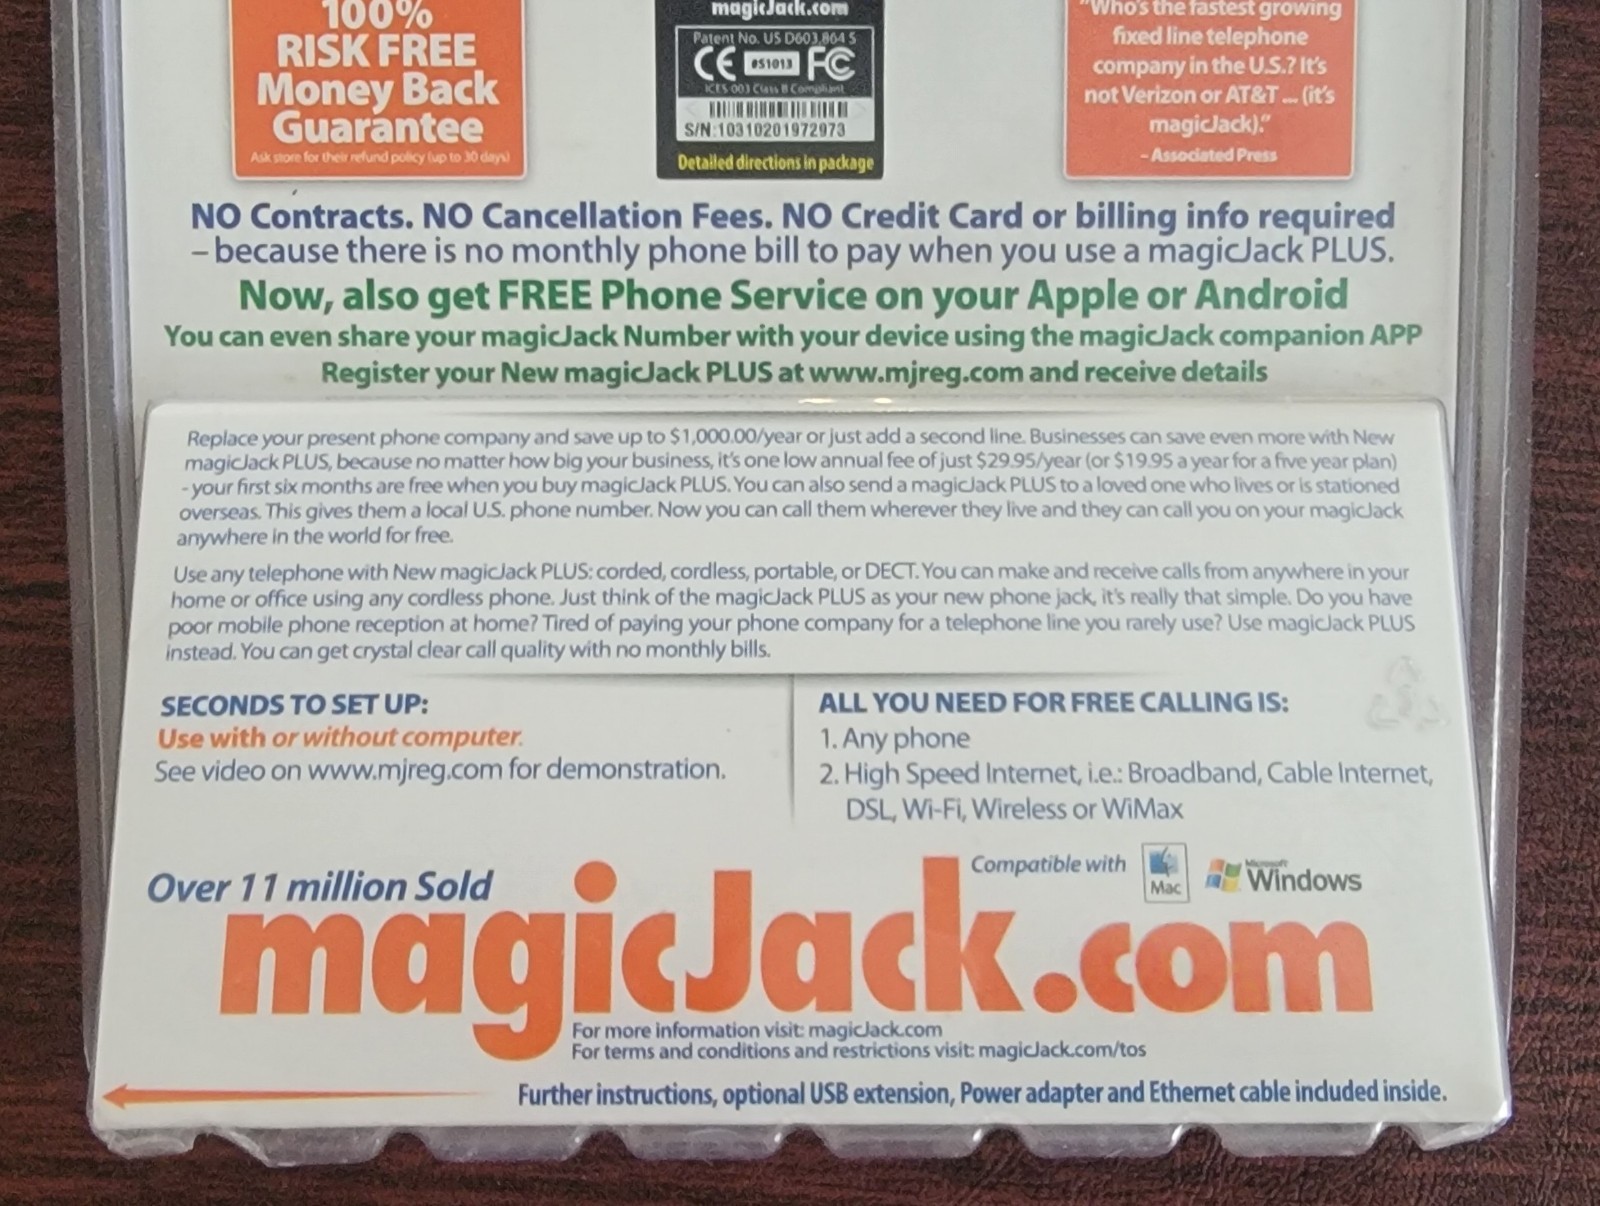 100%
RISK FREE
Money Back
Guarantee
Ask store for their refund policy (up to 30 days)
magicJack.com
Patent No. US D603,864 S
CE #S1013 FC
ICES-003 Class B Compliant
S/N:10310201972973
Detailed directions in package
"Who's the fastest growing
fixed line telephone
company in the U.S.? It's
not Verizon or AT&T ... (it's
magicJack)."
- Associated Press
NO Contracts. NO Cancellation Fees. NO Credit Card or billing info required
– because there is no monthly phone bill to pay when you use a magicJack PLUS.
Now, also get FREE Phone Service on your Apple or Android
You can even share your magicJack Number with your device using the magicJack companion APP
Register your New magicJack PLUS at www.mjreg.com and receive details
Replace your present phone company and save up to $1,000.00/year or just add a second line. Businesses can save even more with New
magicJack PLUS, because no matter how big your business, it's one low annual fee of just $29.95/year (or $19.95 a year for a five year plan)
- your first six months are free when you buy magicJack PLUS. You can also send a magicJack PLUS to a loved one who lives or is stationed
overseas. This gives them a local U.S. phone number. Now you can call them wherever they live and they can call you on your magicJack
anywhere in the world for free.
Use any telephone with New magicJack PLUS: corded, cordless, portable, or DECT. You can make and receive calls from anywhere in your
home or office using any cordless phone. Just think of the magicJack PLUS as your new phone jack, it's really that simple. Do you have
poor mobile phone reception at home? Tired of paying your phone company for a telephone line you rarely use? Use magicJack PLUS
instead. You can get crystal clear call quality with no monthly bills.
SECONDS TO SET UP:
Use with or without computer.
See video on www.mjreg.com for demonstration.
ALL YOU NEED FOR FREE CALLING IS:
1. Any phone
2. High Speed Internet, i.e.: Broadband, Cable Internet,
DSL, Wi-Fi, Wireless or WiMax
Over 11 million Sold
Compatible with
Mac
Microsoft
Windows
magicJack.com
For more information visit: magicJack.com
For terms and conditions and restrictions visit: magicJack.com/tos
Further instructions, optional USB extension, Power adapter and Ethernet cable included inside.